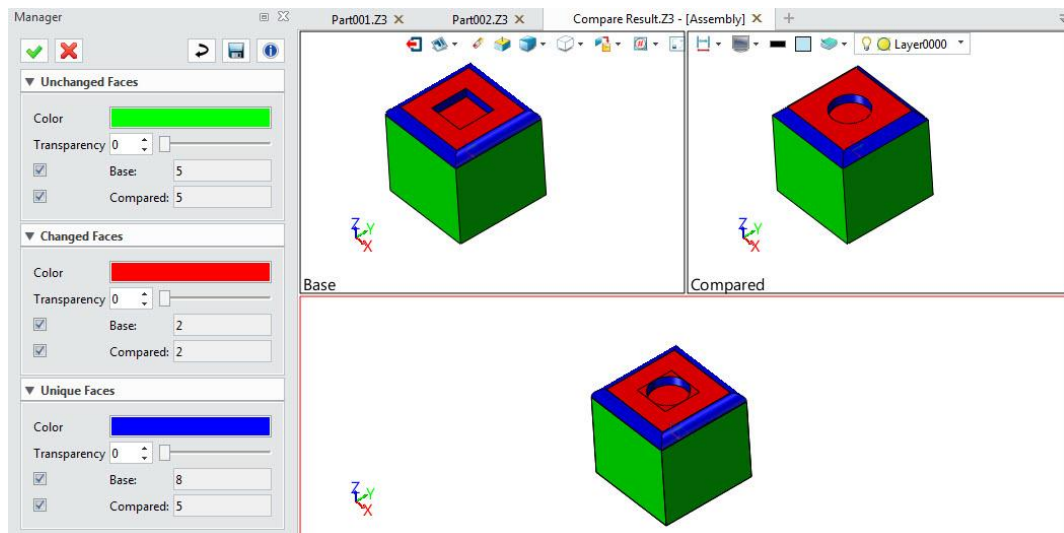 Manager
Part001.Z3
Part002.Z3
Compare Result.Z3 - [Assembly]
Layer0000
Unchanged Faces
Color
Transparency 0
Base: 5
Compared: 5
Changed Faces
Color
Transparency 0
Base: 2
Compared: 2
Unique Faces
Color
Transparency 0
Base: 8
Compared: 5
Z
Y
X
Base
Z
Y
X
Compared
Z
Y
X